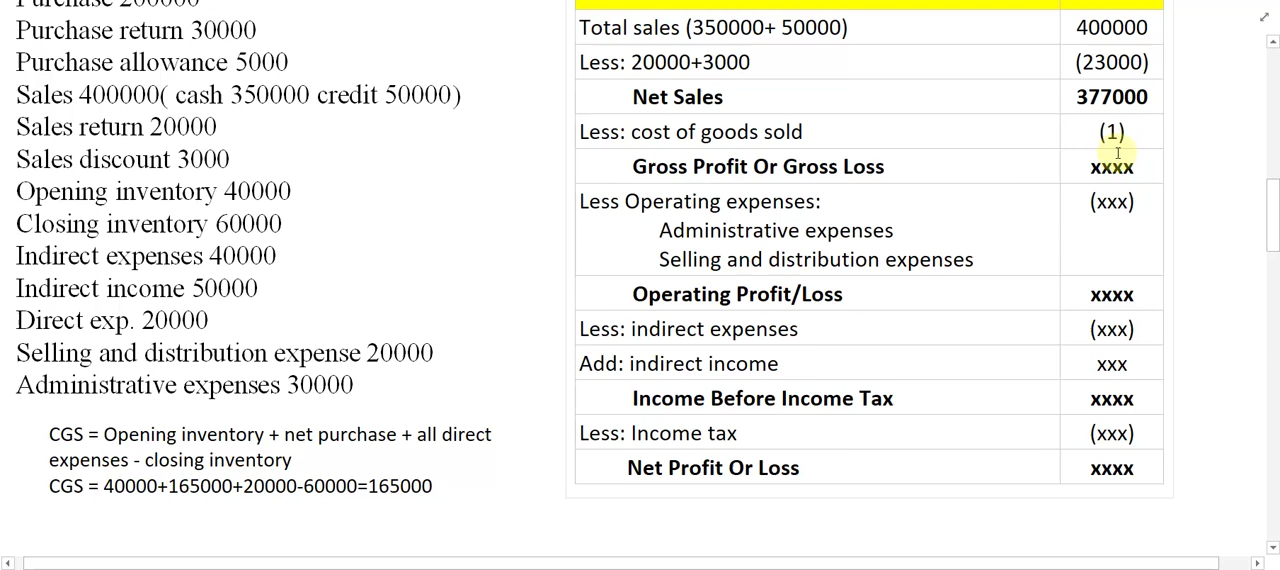 Purchase 200000
Purchase return 30000
Purchase allowance 5000
Sales 400000( cash 350000 credit 50000)
Sales return 20000
Sales discount 3000
Opening inventory 40000
Closing inventory 60000
Indirect expenses 40000
Indirect income 50000
Direct exp. 20000
Selling and distribution expense 20000
Administrative expenses 30000
CGS = Opening inventory + net purchase + all direct
expenses - closing inventory
CGS = 40000+165000+20000-60000=165000
Total sales (350000+ 50000) 400000
Less: 20000+3000 (23000)
Net Sales 377000
Less: cost of goods sold (1)
Gross Profit Or Gross Loss xxxx
Less Operating expenses: (xxx)
Administrative expenses
Selling and distribution expenses
Operating Profit/Loss xxxx
Less: indirect expenses (xxx)
Add: indirect income xxx
Income Before Income Tax xxxx
Less: Income tax (xxx)
Net Profit Or Loss xxxx